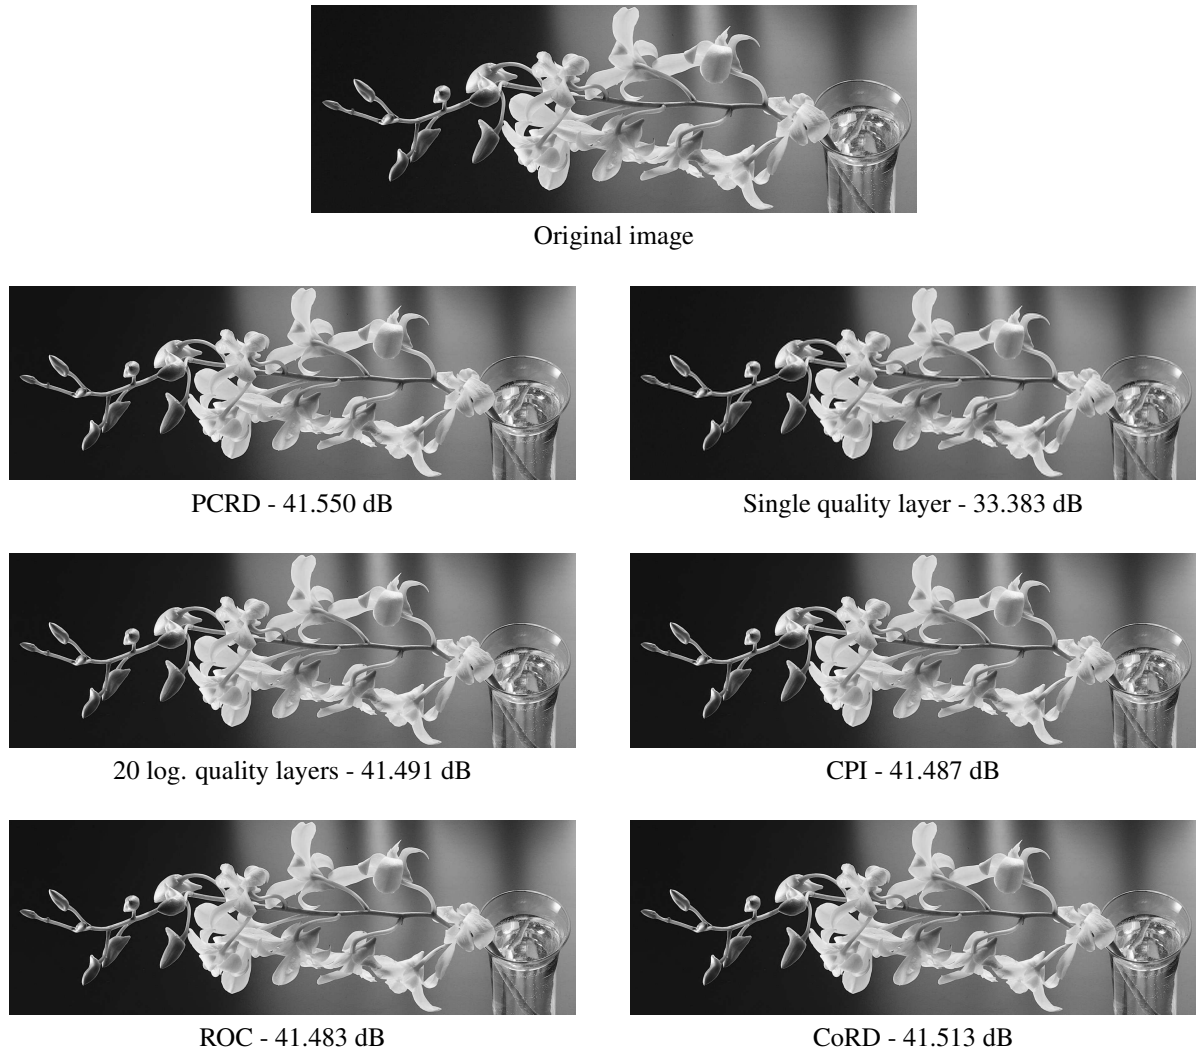 Original image
PCRD - 41.550 dB
Single quality layer - 33.383 dB
20 log. quality layers - 41.491 dB
CPI - 41.487 dB
ROC - 41.483 dB
CoRD - 41.513 dB